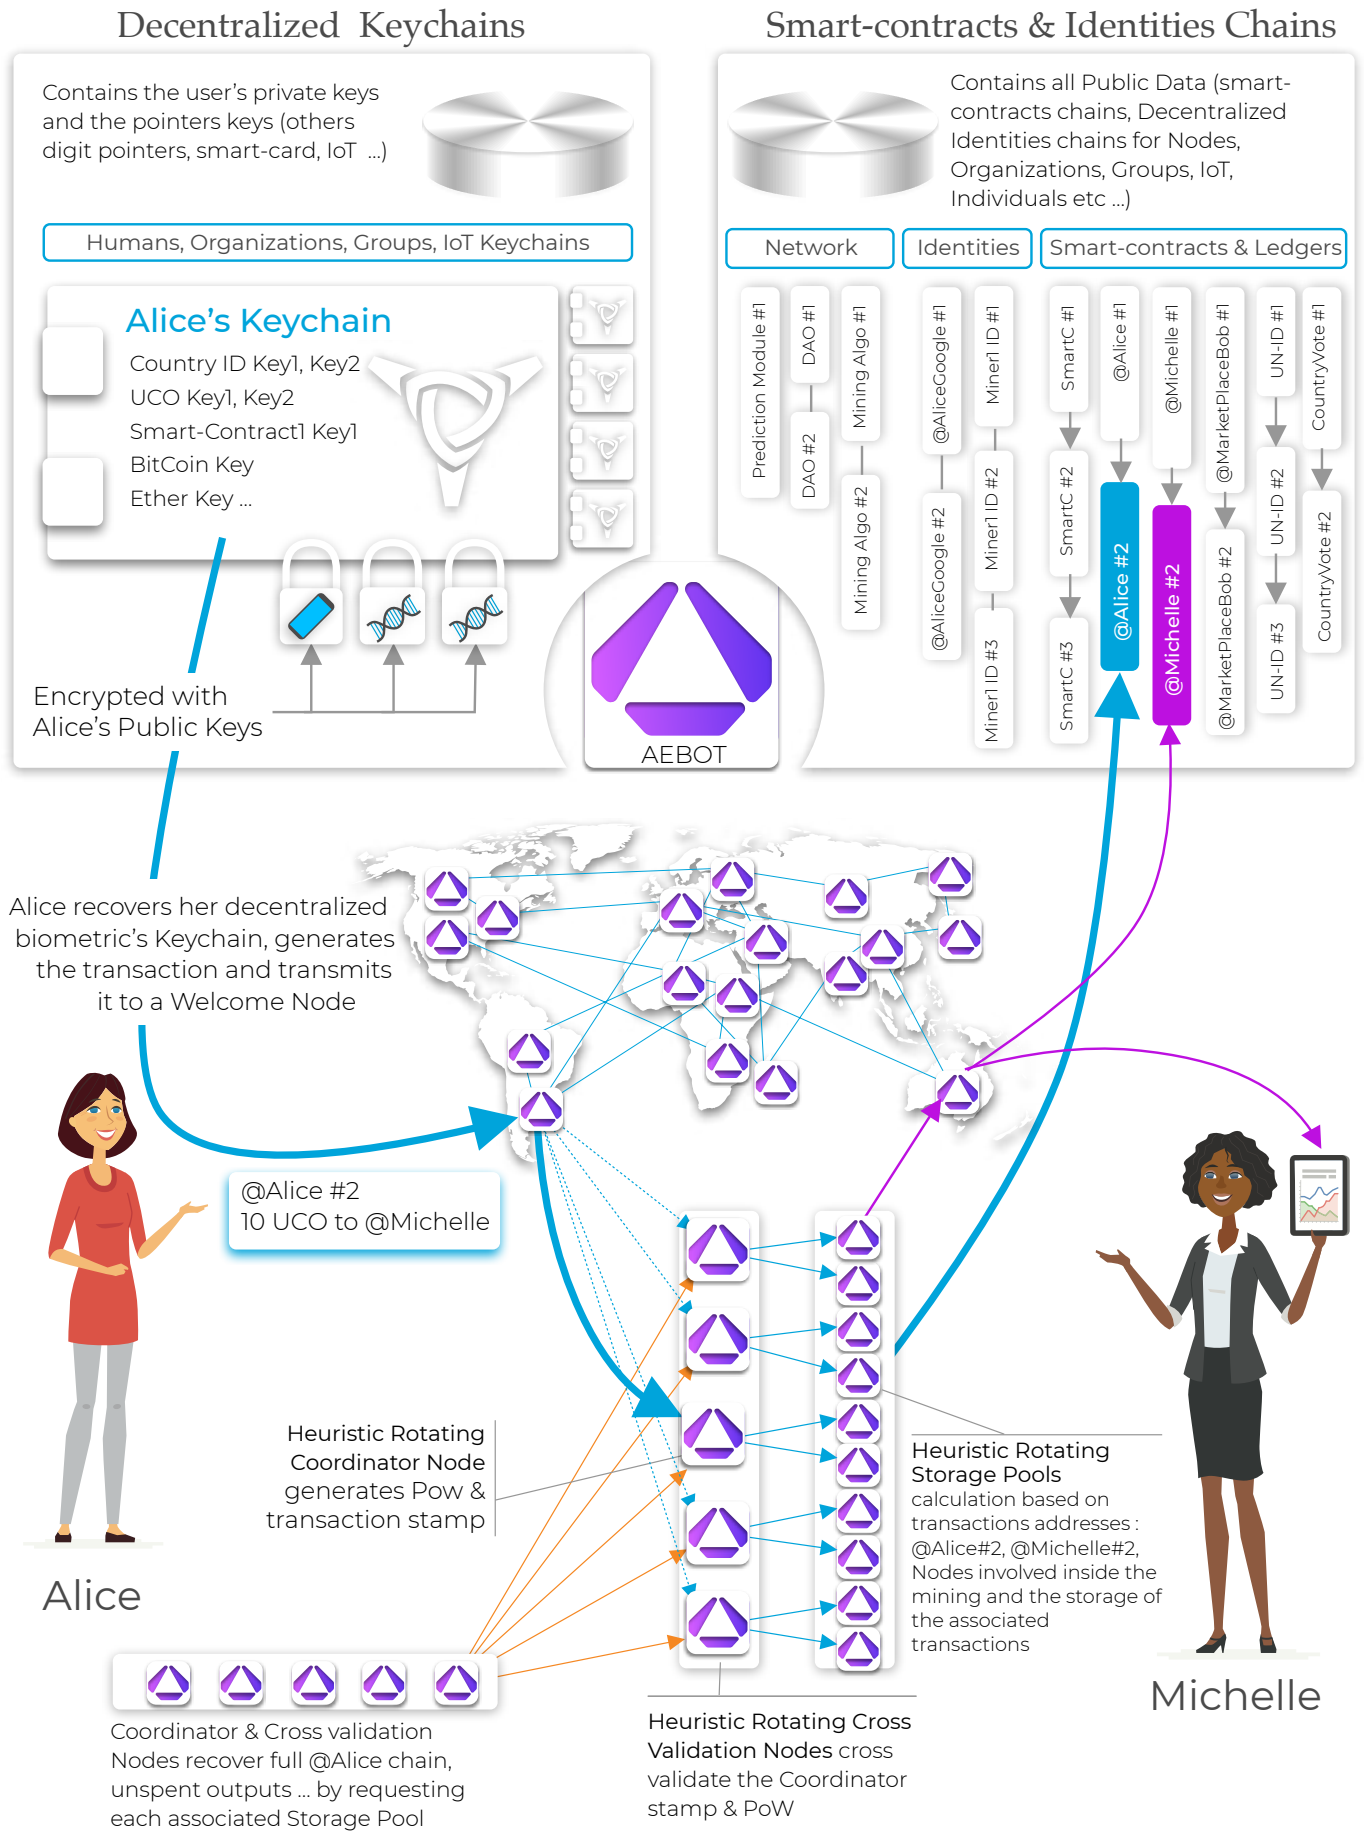 Decentralized Keychains
Contains the user's private keys
and the pointers keys (others
digit pointers, smart-card, IoT ...)
Humans, Organizations, Groups, IoT Keychains
Alice's Keychain
Country ID Key1, Key2
UCO Key1, Key2
Smart-Contract1 Key1
BitCoin Key
Ether Key ...
Encrypted with
Alice's Public Keys
AEBOT
Smart-contracts & Identities Chains
Contains all Public Data (smart-
contracts chains, Decentralized
Identities chains for Nodes,
Organizations, Groups, IoT,
Individuals etc ...)
Network
Identities
Smart-contracts & Ledgers
Prediction Module #1
DAO #1
DAO #2
Mining Algo #1
Mining Algo #2
@AliceGoogle #1
@AliceGoogle #2
Miner1 ID #1
Miner1 ID #2
Miner1 ID #3
SmartC #1
SmartC #2
SmartC #3
@Alice #1
@Alice #2
@Michelle #1
@Michelle #2
@MarketPlaceBob #1
@MarketPlaceBob #2
UN-ID #1
UN-ID #2
UN-ID #3
CountryVote #1
CountryVote #2
Alice recovers her decentralized
biometric's Keychain, generates
the transaction and transmits
it to a Welcome Node
@Alice #2
10 UCO to @Michelle
Heuristic Rotating
Coordinator Node
generates Pow &
transaction stamp
Alice
Heuristic Rotating
Storage Pools
calculation based on
transactions addresses :
@Alice#2, @Michelle#2,
Nodes involved inside the
mining and the storage of
the associated
transactions
Michelle
Coordinator & Cross validation
Nodes recover full @Alice chain,
unspent outputs ... by requesting
each associated Storage Pool
Heuristic Rotating Cross
Validation Nodes cross
validate the Coordinator
stamp & PoW